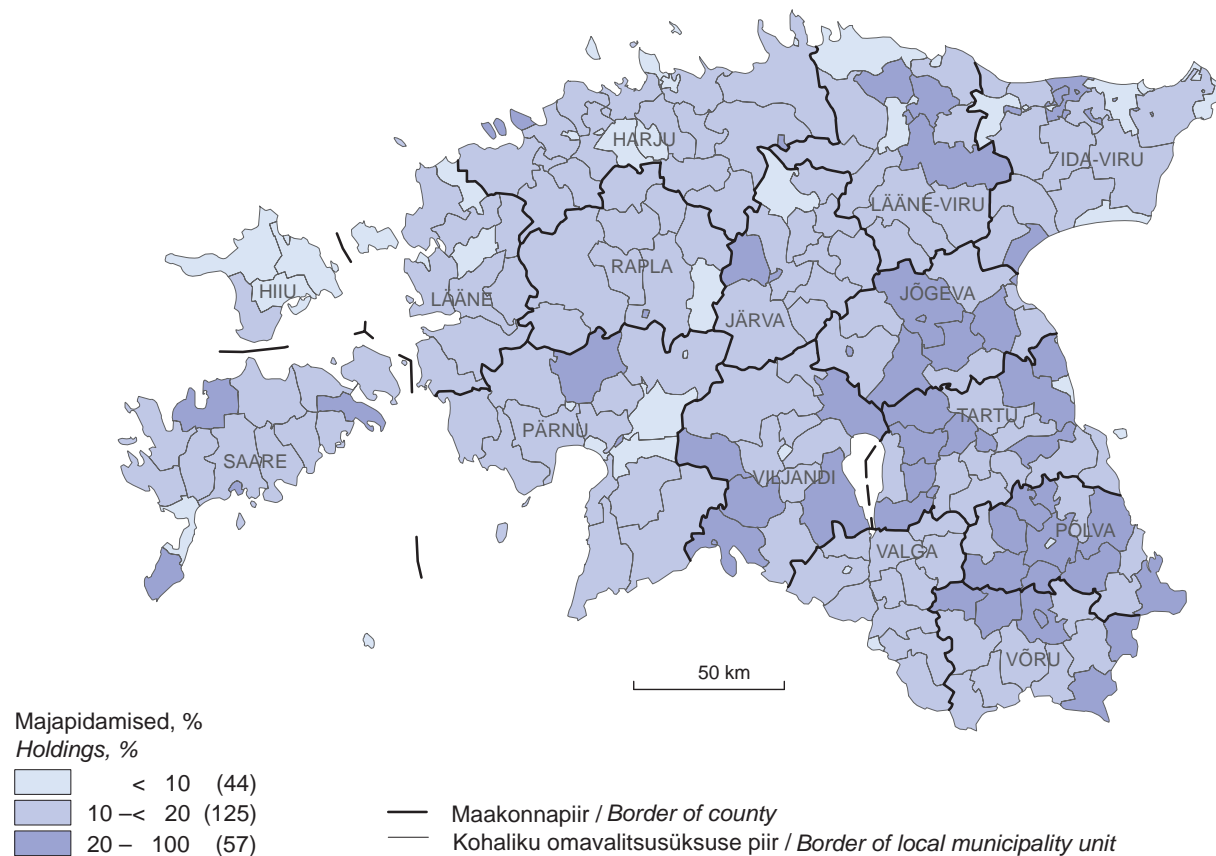 HARJU
IDA-VIRU
LÄÄNE-VIRU
RAPLA
HIIU
LÄÄNE
JÕGEVA
JÄRVA
TARTU
PÄRNU
SAARE
VILJANDI
PÕLVA
VALGA
VÕRU
50 km
Majapidamised, %
Holdings, %
< 10 (44)
10 –< 20 (125)
20 – 100 (57)
Maakonnapiir / Border of county
Kohaliku omavalitsusüksuse piir / Border of local municipality unit